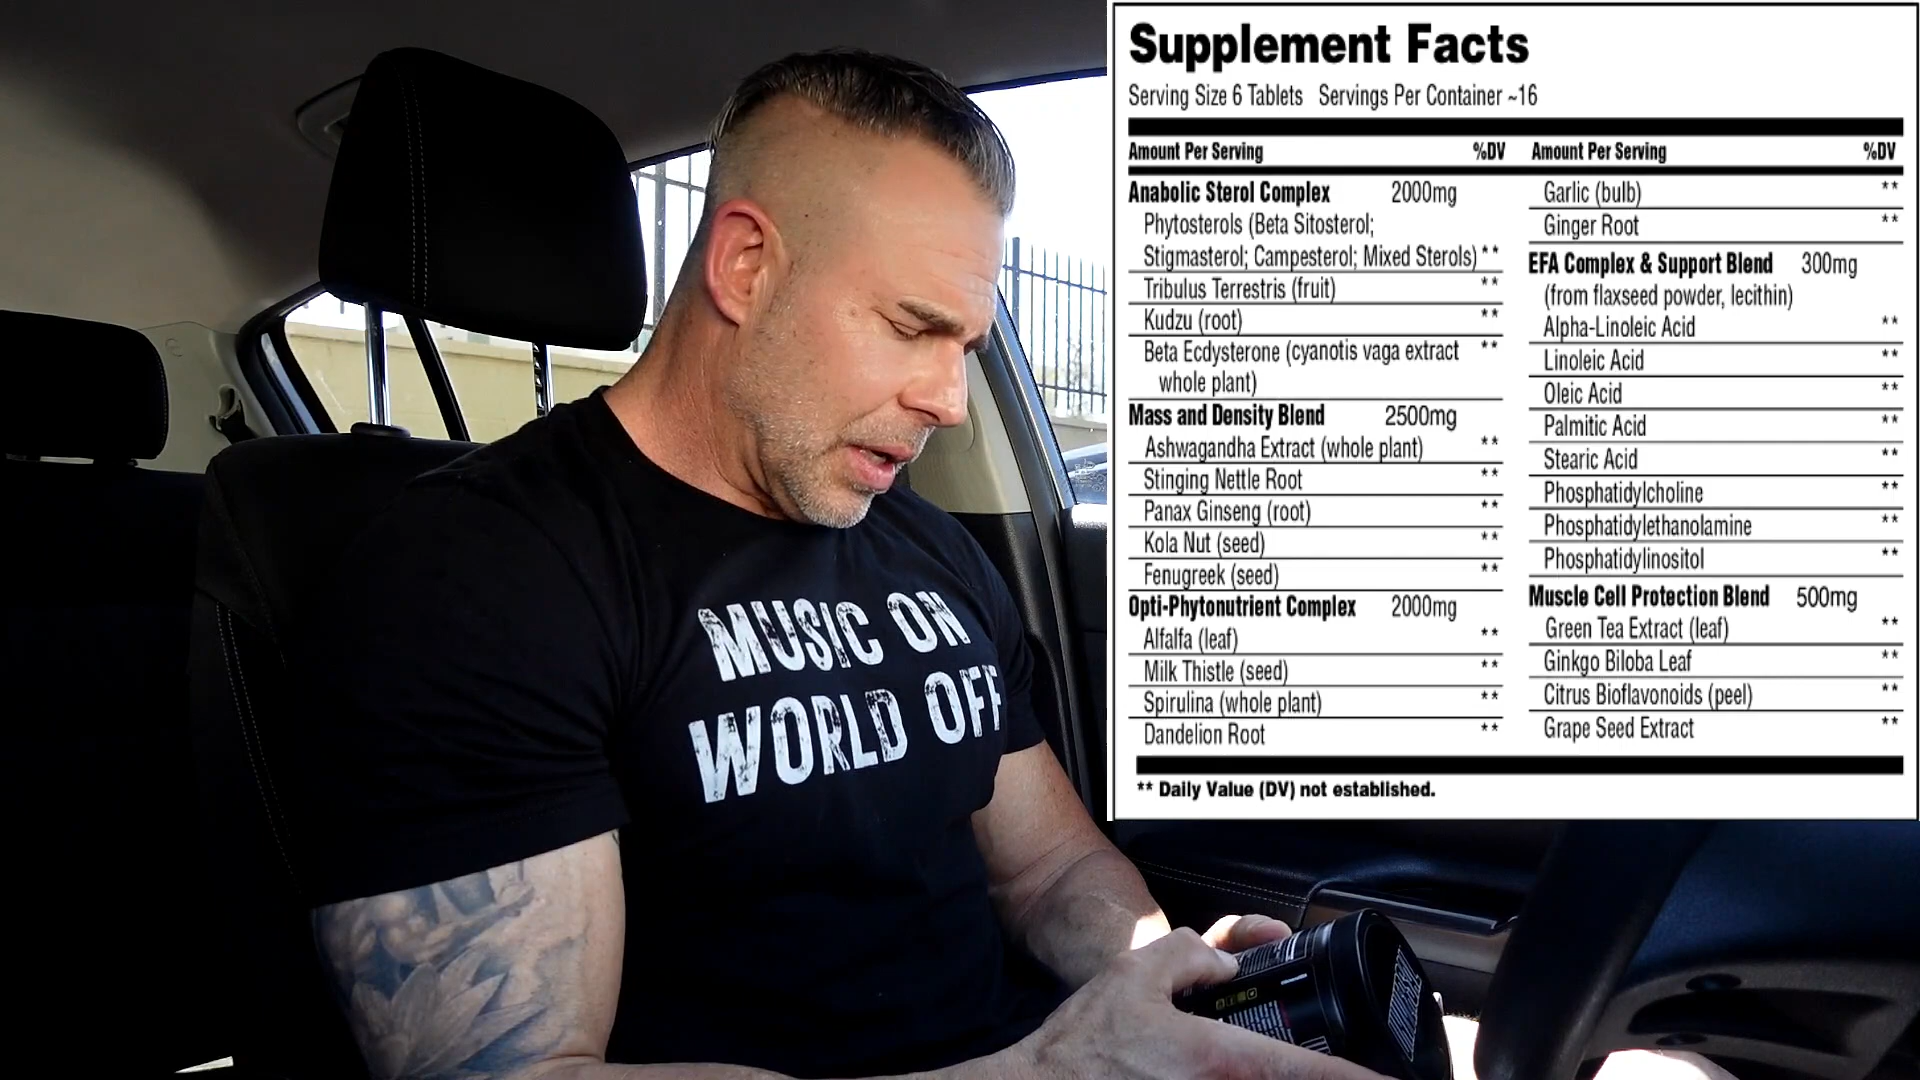 Supplement Facts
Serving Size 6 Tablets Servings Per Container ~16
Amount Per Serving %DV
Anabolic Sterol Complex 2000mg
Phytosterols (Beta Sitosterol;
Stigmasterol; Campesterol; Mixed Sterols) **
Tribulus Terrestris (fruit) **
Kudzu (root) **
Beta Ecdysterone (cyanotis vaga extract **
whole plant)
Mass and Density Blend 2500mg
Ashwagandha Extract (whole plant) **
Stinging Nettle Root **
Panax Ginseng (root) **
Kola Nut (seed) **
Fenugreek (seed) **
Opti-Phytonutrient Complex 2000mg
Alfalfa (leaf) **
Milk Thistle (seed) **
Spirulina (whole plant) **
Dandelion Root **
Amount Per Serving %DV
Garlic (bulb) **
Ginger Root **
EFA Complex & Support Blend 300mg
(from flaxseed powder, lecithin)
Alpha-Linoleic Acid **
Linoleic Acid **
Oleic Acid **
Palmitic Acid **
Stearic Acid **
Phosphatidylcholine **
Phosphatidylethanolamine **
Phosphatidylinositol **
Muscle Cell Protection Blend 500mg
Green Tea Extract (leaf) **
Ginkgo Biloba Leaf **
Citrus Bioflavonoids (peel) **
Grape Seed Extract **
** Daily Value (DV) not established.
MUSIC ON
WORLD OFF